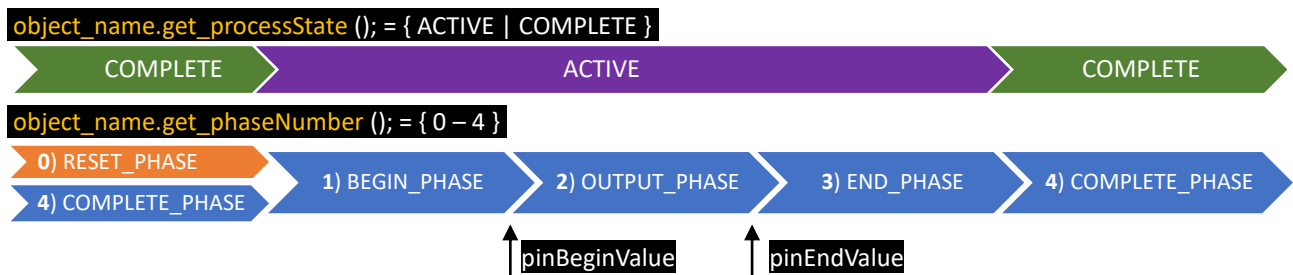 object_name.get_processState (); = { ACTIVE | COMPLETE }
COMPLETE ACTIVE COMPLETE
object_name.get_phaseNumber (); = { 0 – 4 }
0) RESET_PHASE
4) COMPLETE_PHASE
1) BEGIN_PHASE 2) OUTPUT_PHASE 3) END_PHASE 4) COMPLETE_PHASE
pinBeginValue pinEndValue